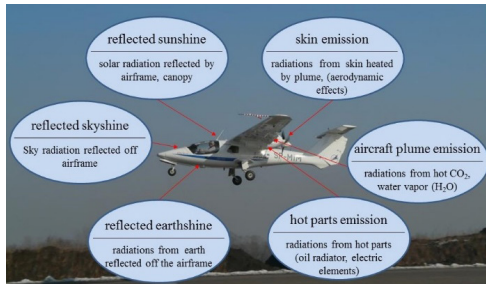 reflected sunshine
solar radiation reflected by
airframe, canopy
skin emission
radiations from skin heated
by plume, (aerodynamic
effects)
reflected skyshine
Sky radiation reflected off
airframe
aircraft plume emission
radiations from hot CO₂,
water vapor (H₂O)
reflected earthshine
radiations from earth
reflected off the airframe
hot parts emission
radiations from hot parts
(oil radiator, electric
elements)